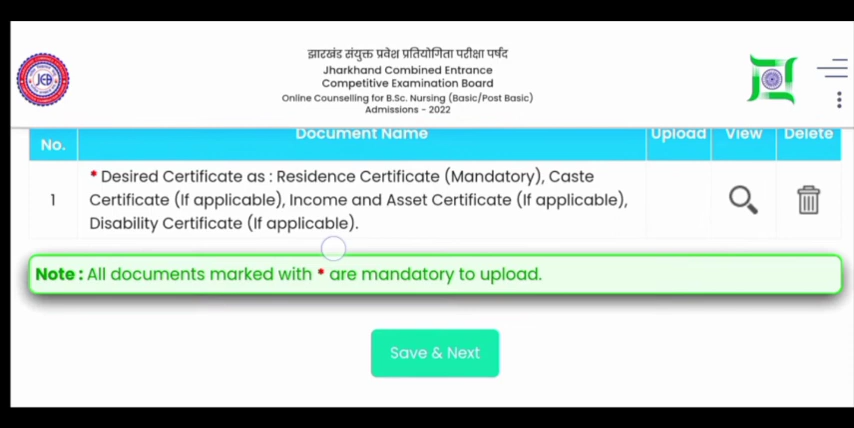 झारखंड संयुक्त प्रवेश प्रतियोगिता परीक्षा पर्षद
Jharkhand Combined Entrance
Competitive Examination Board
Online Counselling for B.Sc. Nursing (Basic/Post Basic)
Admissions - 2022
JCB
No. Document Name Upload View Delete
1 * Desired Certificate as : Residence Certificate (Mandatory), Caste
Certificate (If applicable), Income and Asset Certificate (If applicable),
Disability Certificate (If applicable).
Note : All documents marked with * are mandatory to upload.
Save & Next